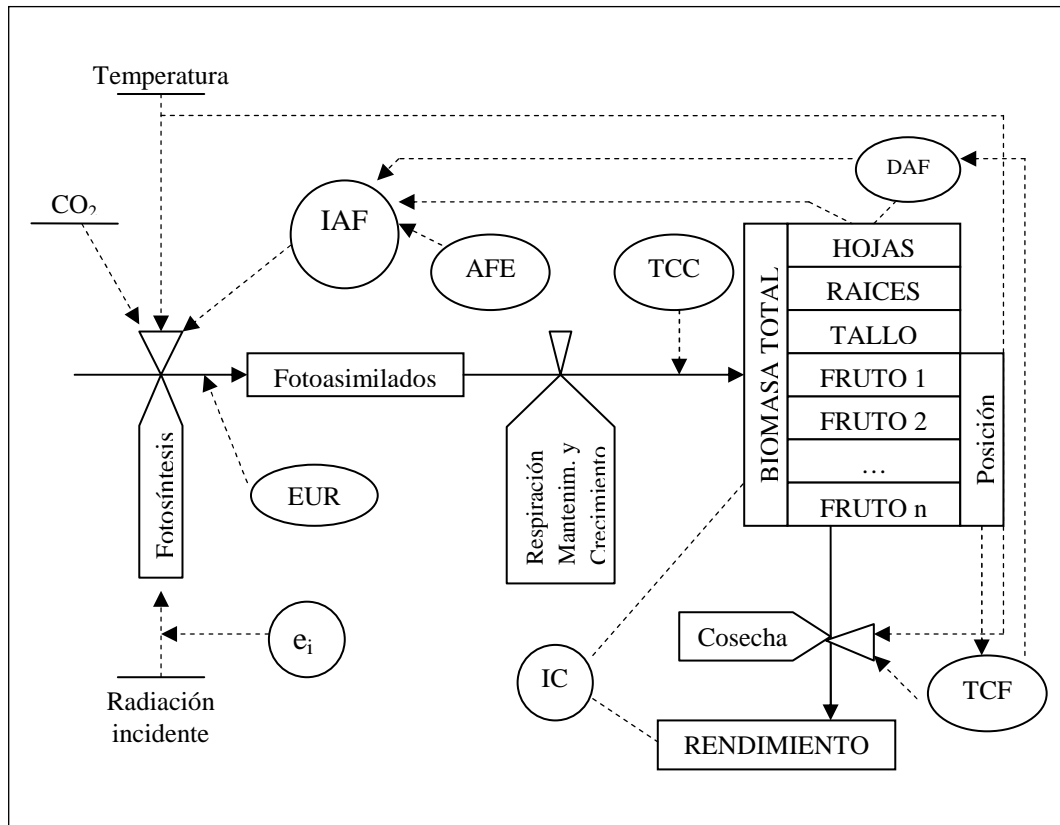 Temperatura
CO₂
IAF
AFE
TCC
DAF
EUR
Fotosíntesis
Fotoasimilados
Respiración
Mantenim. y
Crecimiento
BIOMASA TOTAL
HOJAS
RAICES
TALLO
FRUTO 1
FRUTO 2
…
FRUTO n
Posición
eᵢ
Radiación
incidente
IC
Cosecha
TCF
RENDIMIENTO